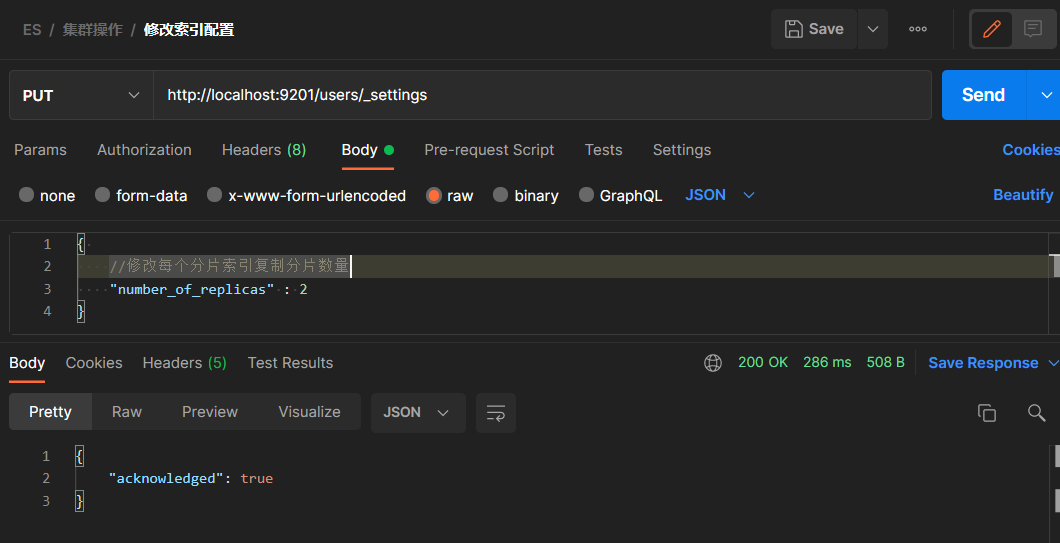 ES / 集群操作 / 修改索引配置 Save
PUT http://localhost:9201/users/_settings Send
Params Authorization Headers (8) Body Pre-request Script Tests Settings Cookies
none form-data x-www-form-urlencoded raw binary GraphQL JSON Beautify
1 {
2 //修改每个分片索引复制分片数量
3 "number_of_replicas" : 2
4 }
Body Cookies Headers (5) Test Results 200 OK 286 ms 508 B Save Response
Pretty Raw Preview Visualize JSON
1 {
2 "acknowledged": true
3 }